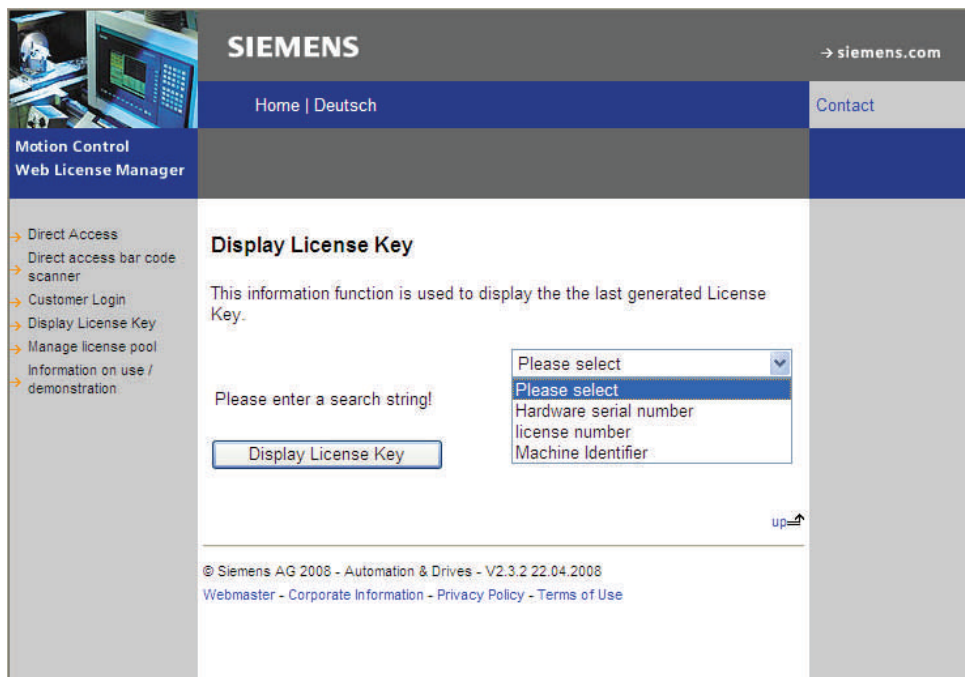 SIEMENS
→ siemens.com
Home | Deutsch
Contact
Motion Control
Web License Manager
Direct Access
Direct access bar code
scanner
Customer Login
Display License Key
Manage license pool
Information on use /
demonstration
Display License Key
This information function is used to display the the last generated License
Key.
Please select
Please select
Hardware serial number
license number
Machine Identifier
Please enter a search string!
Display License Key
up
© Siemens AG 2008 - Automation & Drives - V2.3.2 22.04.2008
Webmaster - Corporate Information - Privacy Policy - Terms of Use